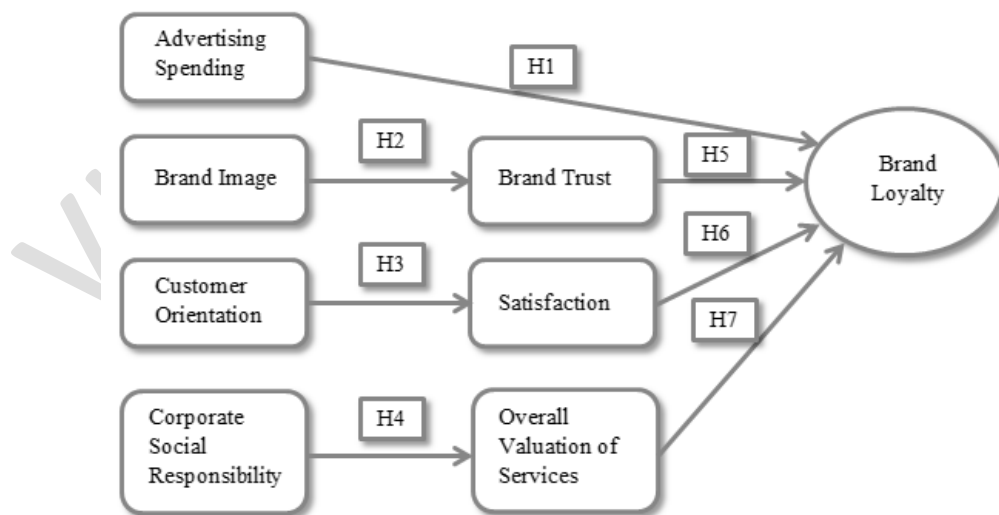 Advertising
Spending
H1
Brand Image
H2
Brand Trust
H5
Brand
Loyalty
Customer
Orientation
H3
Satisfaction
H6
Corporate
Social
Responsibility
H4
Overall
Valuation of
Services
H7